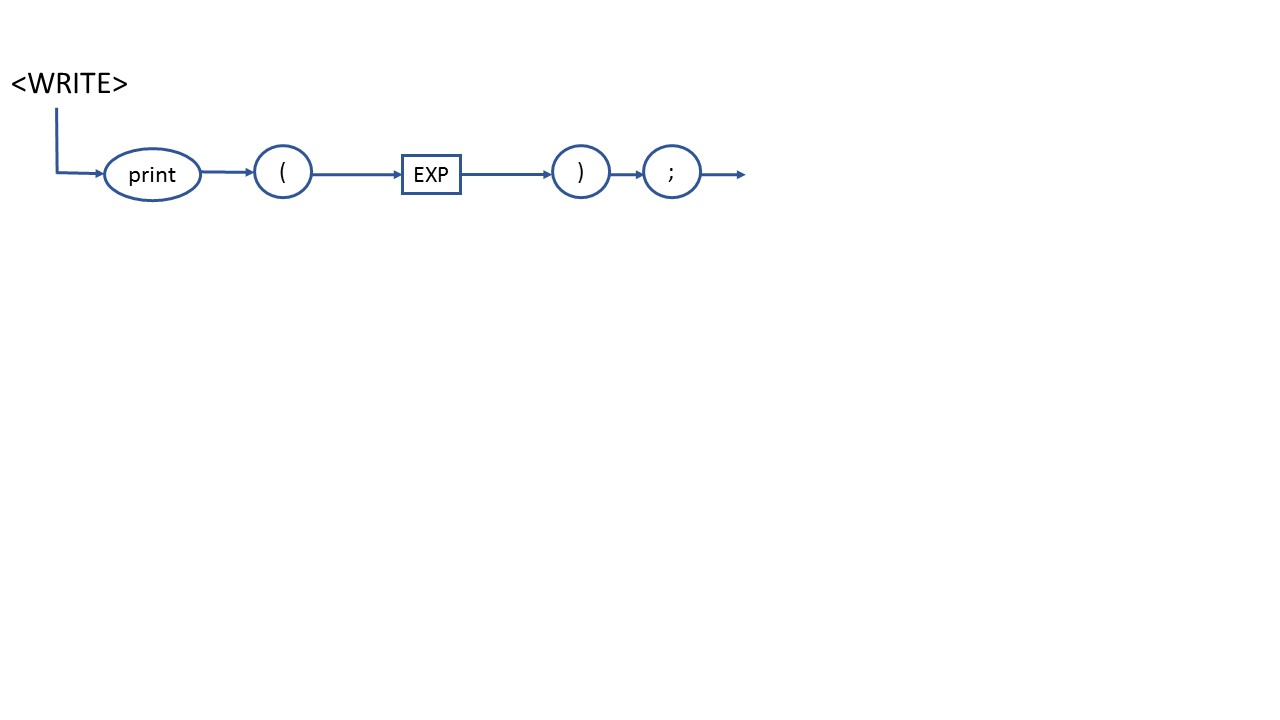 <WRITE>
print ( EXP ) ;